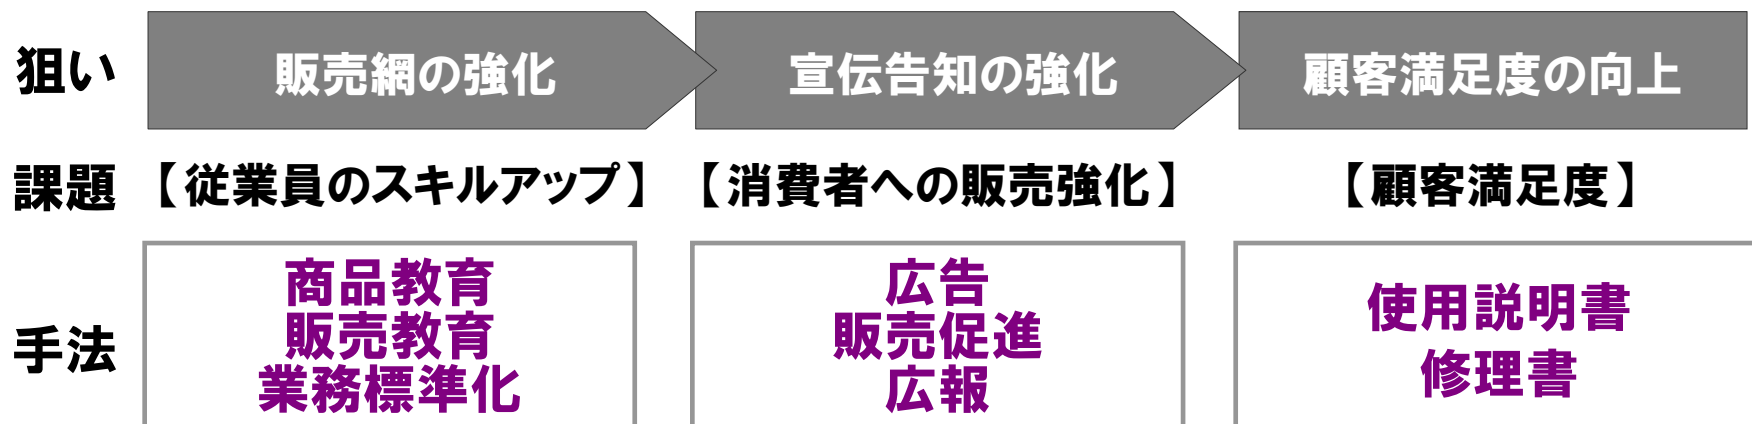 狙い
販売網の強化
宣伝告知の強化
顧客満足度の向上
課題
【従業員のスキルアップ】
【消費者への販売強化】
【顧客満足度】
手法
商品教育
販売教育
業務標準化
広告
販売促進
広報
使用説明書
修理書